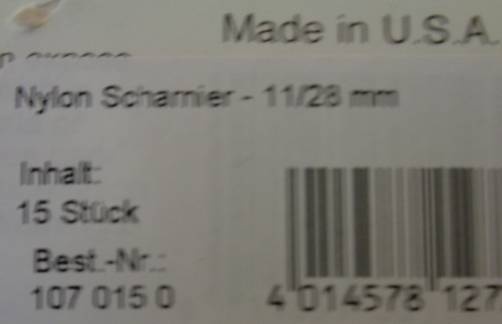 Made in U.S.A.
Nylon Scharnier - 11/28 mm
Inhalt:
15 Stück
Best.-Nr.:
107 015 0
4 014578 127